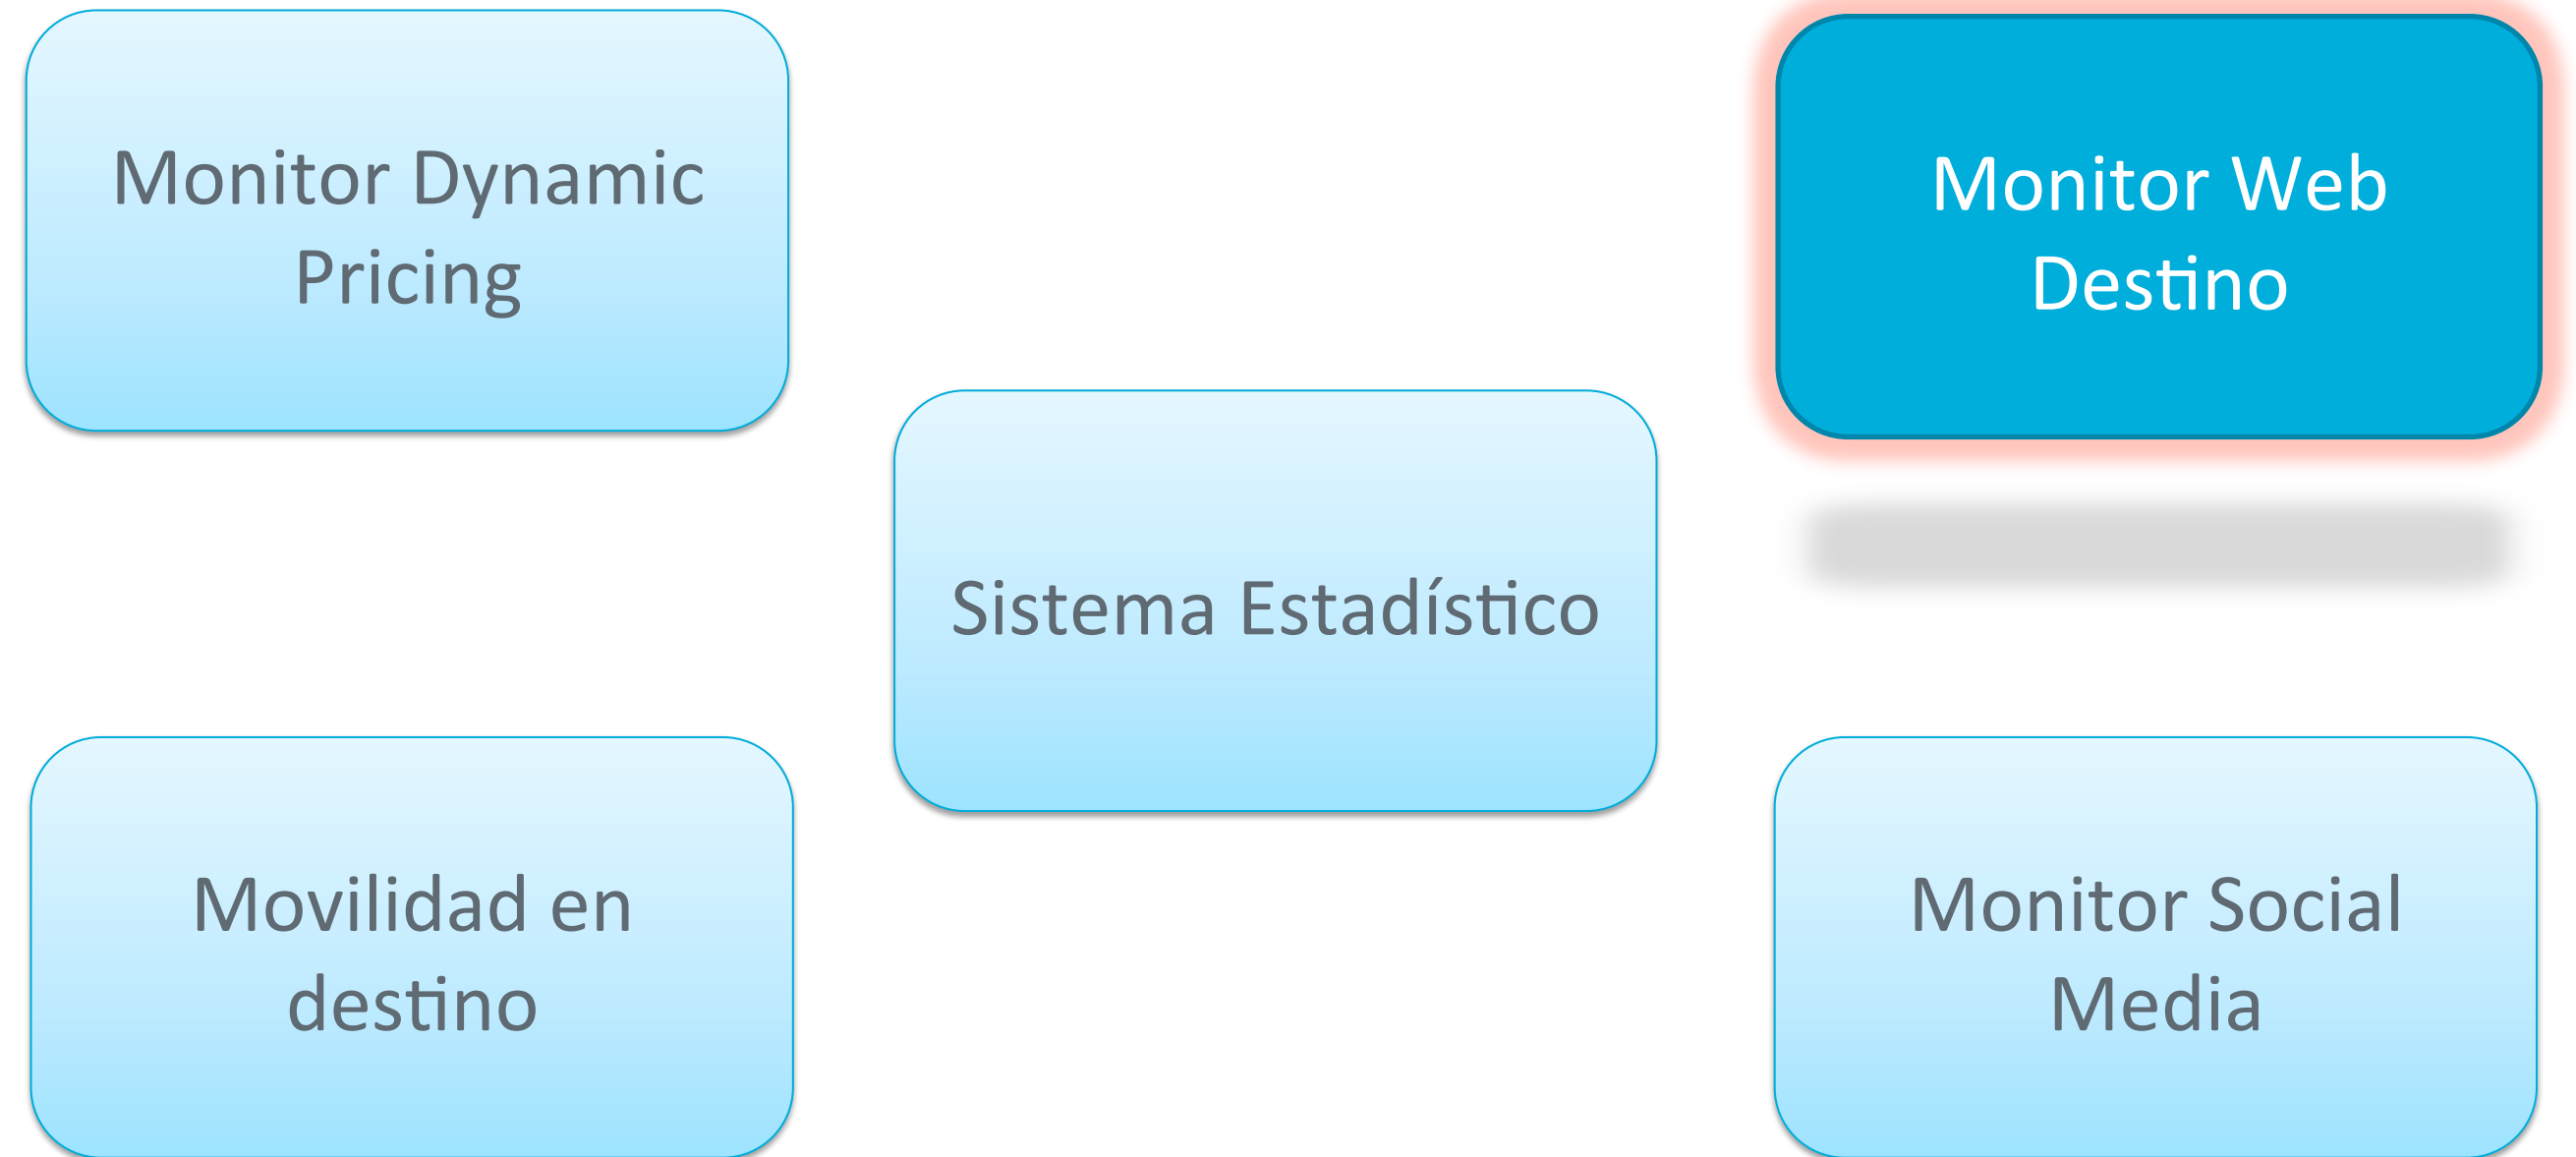 Monitor Dynamic
Pricing
Monitor Web
Destino
Sistema Estadístico
Movilidad en
destino
Monitor Social
Media